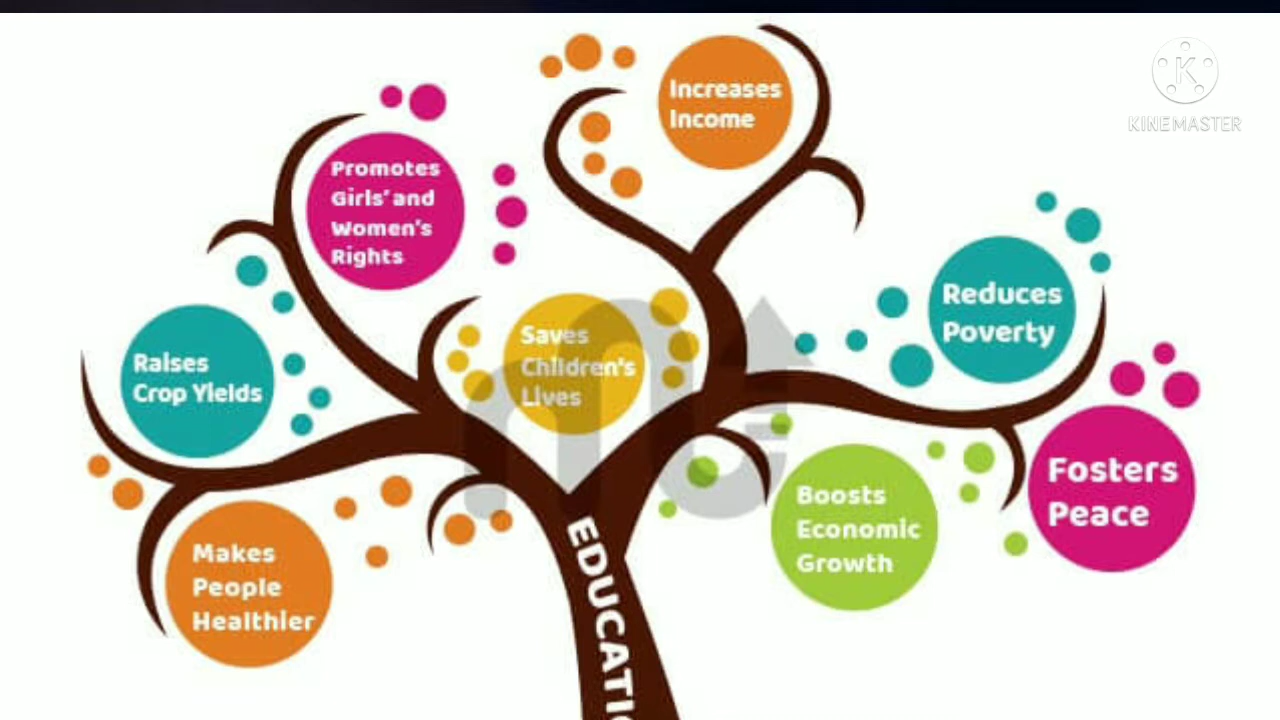 Increases
Income
K
KINEMASTER
Promotes
Girls' and
Women's
Rights
Reduces
Poverty
Saves
Children's
Lives
Raises
Crop Yields
Fosters
Peace
Boosts
Economic
Growth
Makes
People
Healthier
EDUCATI